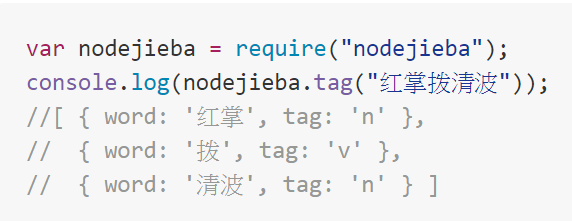 var nodejieba = require("nodejieba");
console.log(nodejieba.tag("红掌拨清波"));
//[ { word: '红掌', tag: 'n' },
//  { word: '拨', tag: 'v' },
//  { word: '清波', tag: 'n' } ]